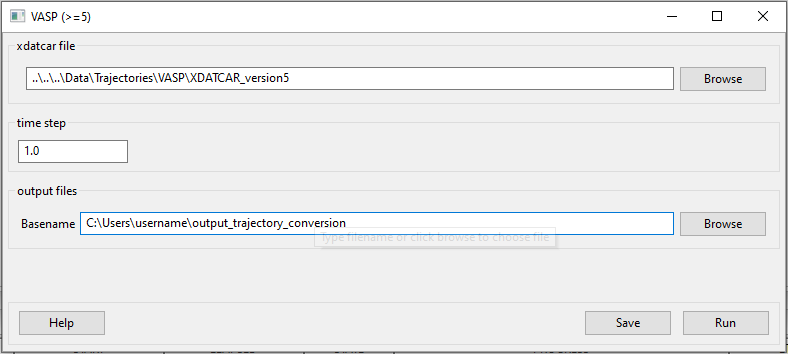 VASP (>=5)
xdatcar file
..\..\..\Data\Trajectories\VASP\XDATCAR_version5
Browse
time step
1.0
output files
Basename
C:\Users\username\output_trajectory_conversion
Browse
Type filename or click browse to choose file
Help
Save
Run